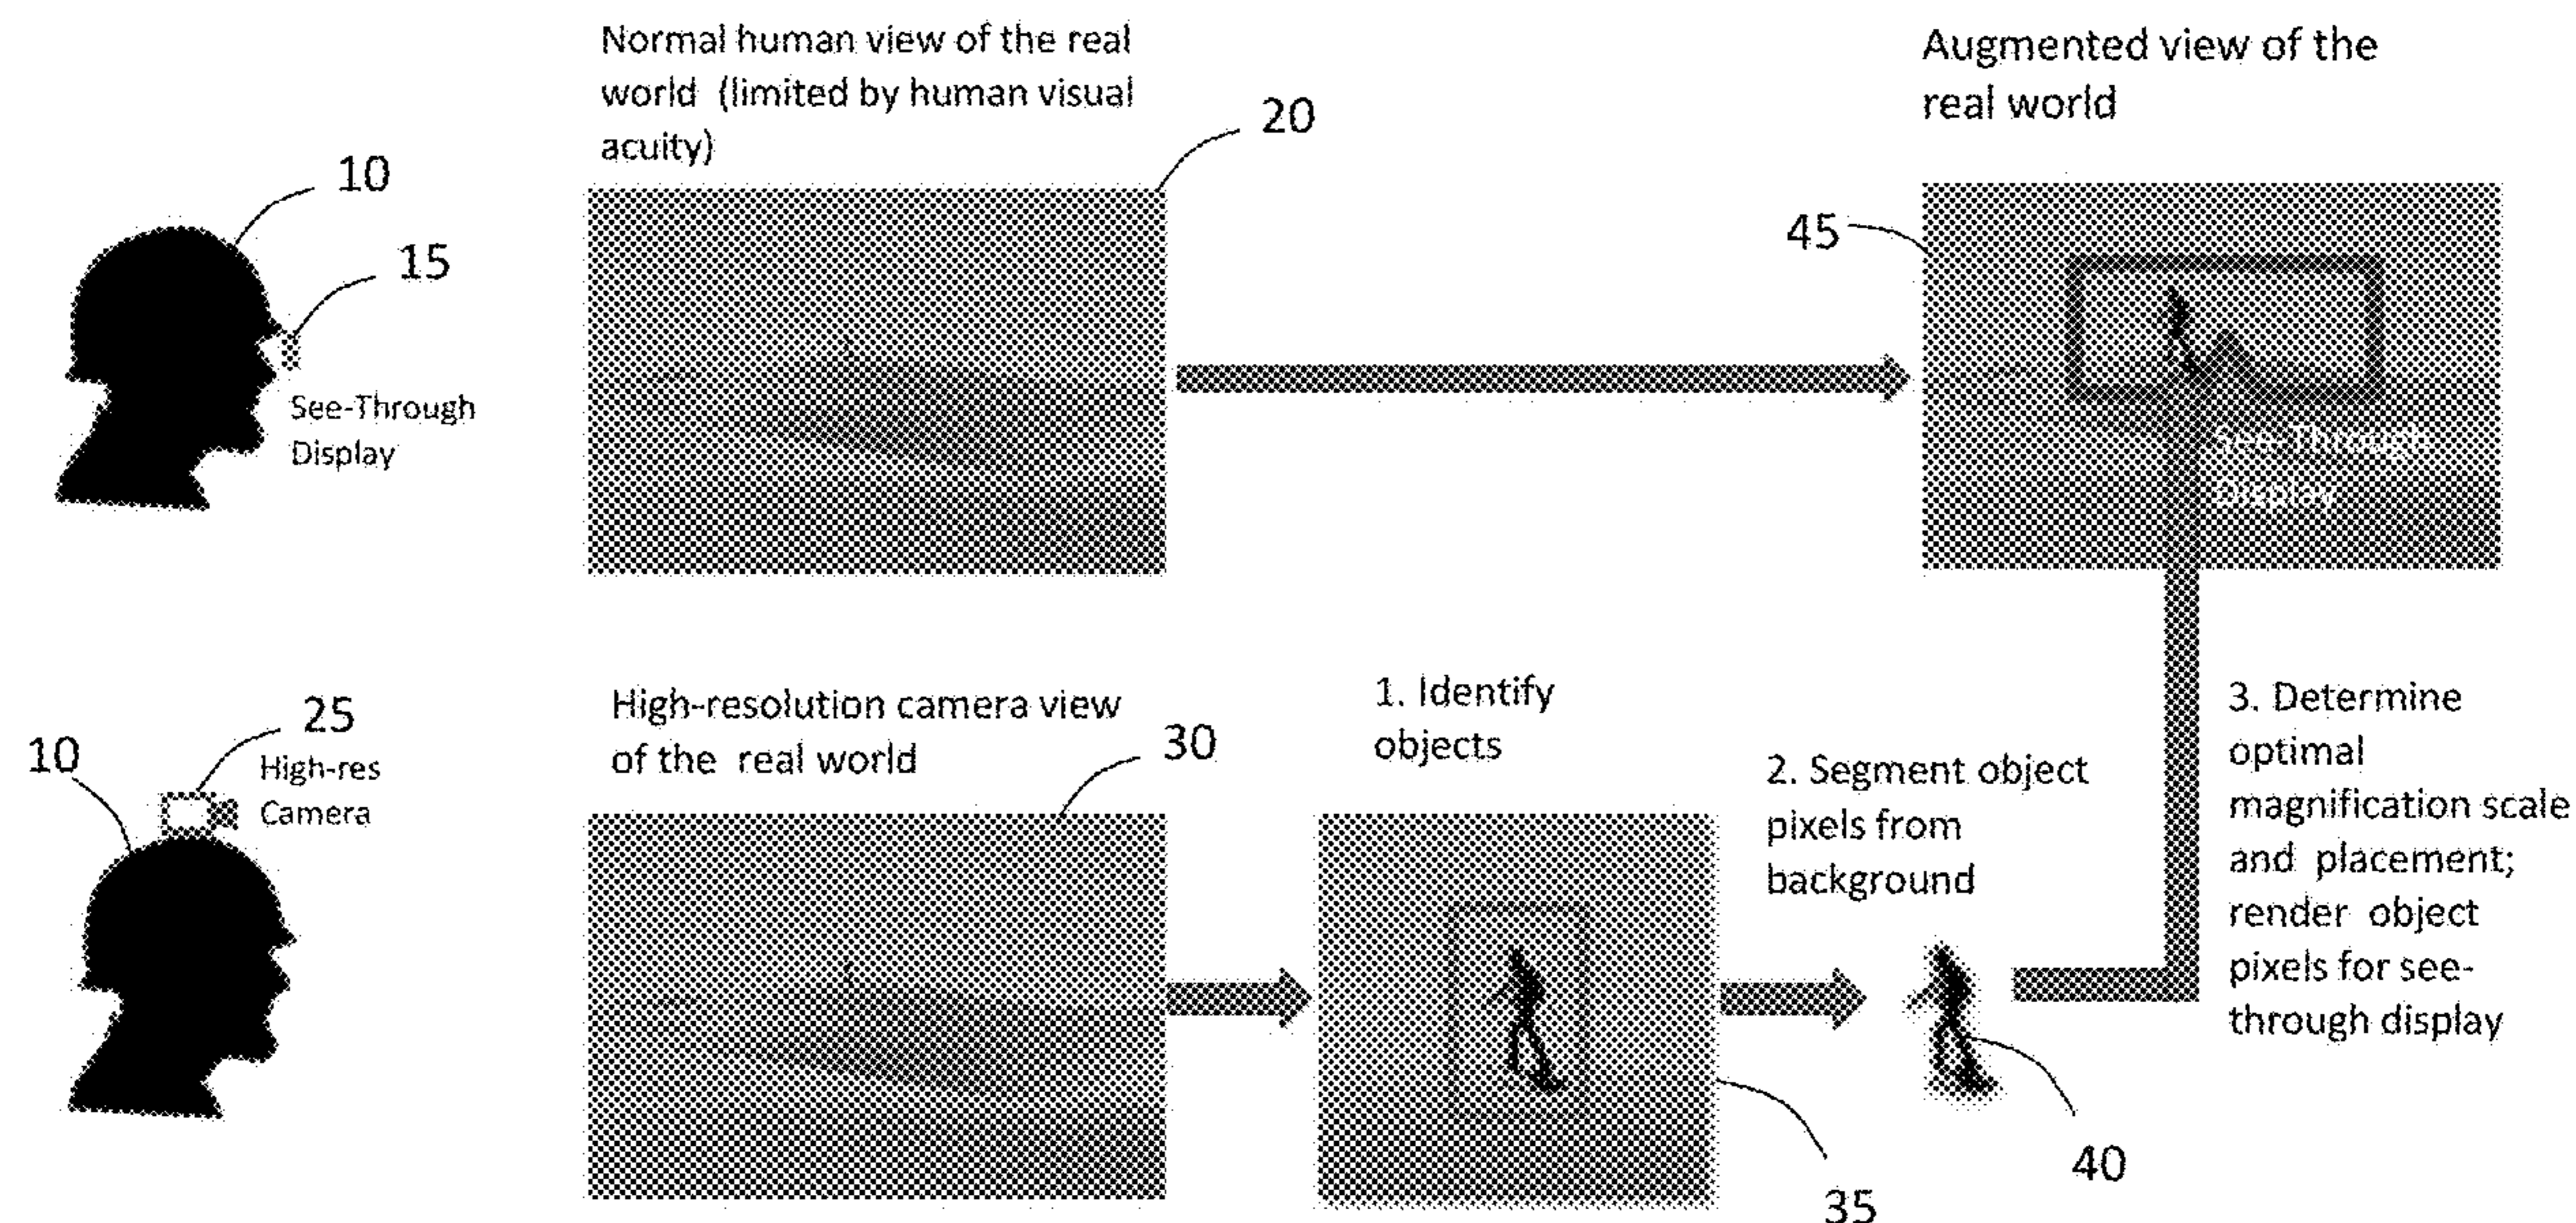 Normal human view of the real
world (limited by human visual
acuity)
20
Augmented view of the
real world
10
15
45
See-Through
Display
See-Through
Display
High-resolution camera view
of the real world
30
1. Identify
objects
25
High-res
Camera
10
2. Segment object
pixels from
background
3. Determine
optimal
magnification scale
and placement;
render object
pixels for see-
through display
40
35